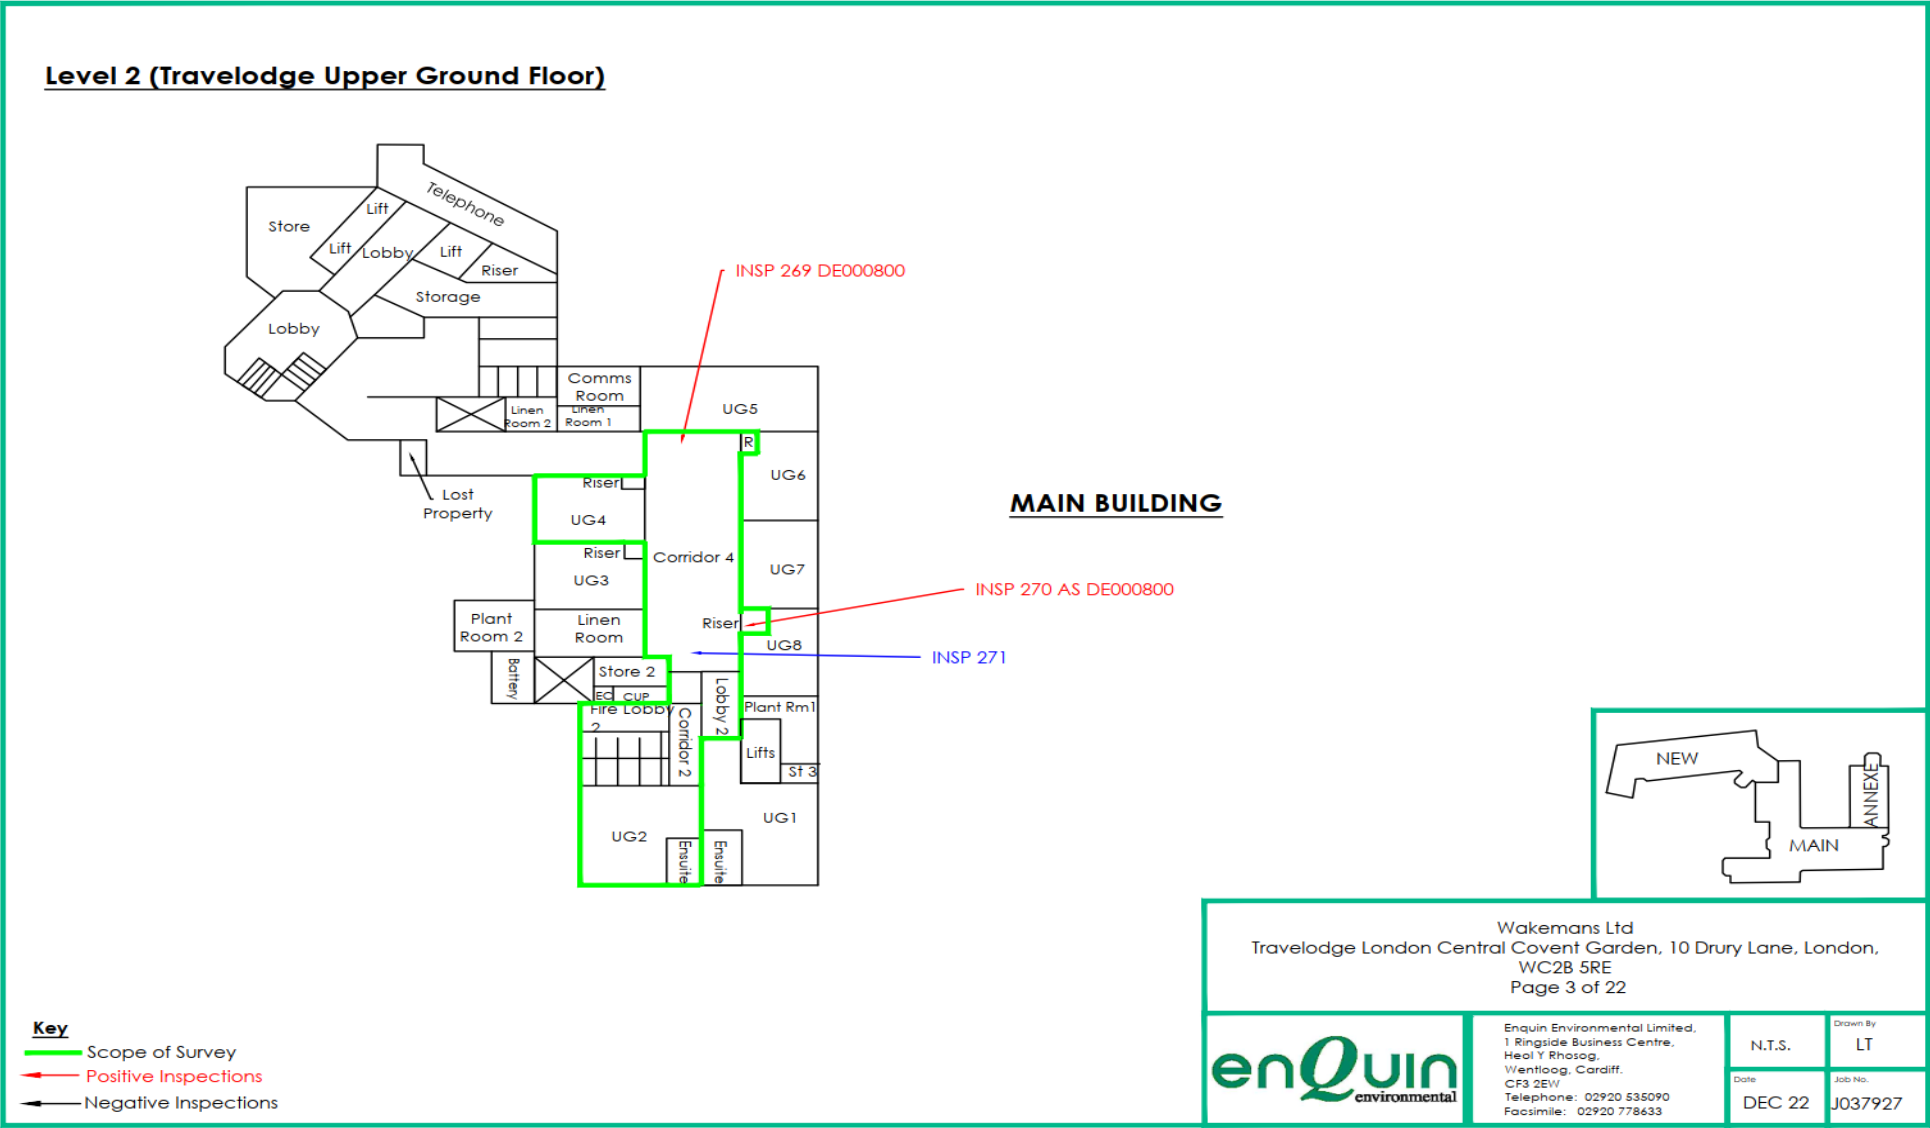 Level 2 (Travelodge Upper Ground Floor)
Telephone
Store
Lift
Lift
Lobby
Lift
Riser
Storage
Lobby
INSP 269 DE000800
Comms
Room
Linen
Room 2
Linen
Room 1
UG5
R
UG6
Lost
Property
Riser
UG4
MAIN BUILDING
Riser
UG3
Corridor 4
UG7
INSP 270 AS DE000800
Plant
Room 2
Linen
Room
Riser
UG8
INSP 271
Battery
Store 2
EC
CUP
Fire Lobby
2
Corridor 2
Lobby 2
Plant Rm1
Lifts
St 3
UG1
UG2
Ensuite
Ensuite
NEW
ANNEXE
MAIN
Wakemans Ltd
Travelodge London Central Covent Garden, 10 Drury Lane, London,
WC2B 5RE
Page 3 of 22
Key
Scope of Survey
Positive Inspections
Negative Inspections
enQuin
environmental
Enquin Environmental Limited,
1 Ringside Business Centre,
Heol Y Rhosog,
Wentloog, Cardiff.
CF3 2EW
Telephone: 02920 535090
Facsimile: 02920 778633
N.T.S.
Drawn By
LT
Date
DEC 22
Job No.
J037927